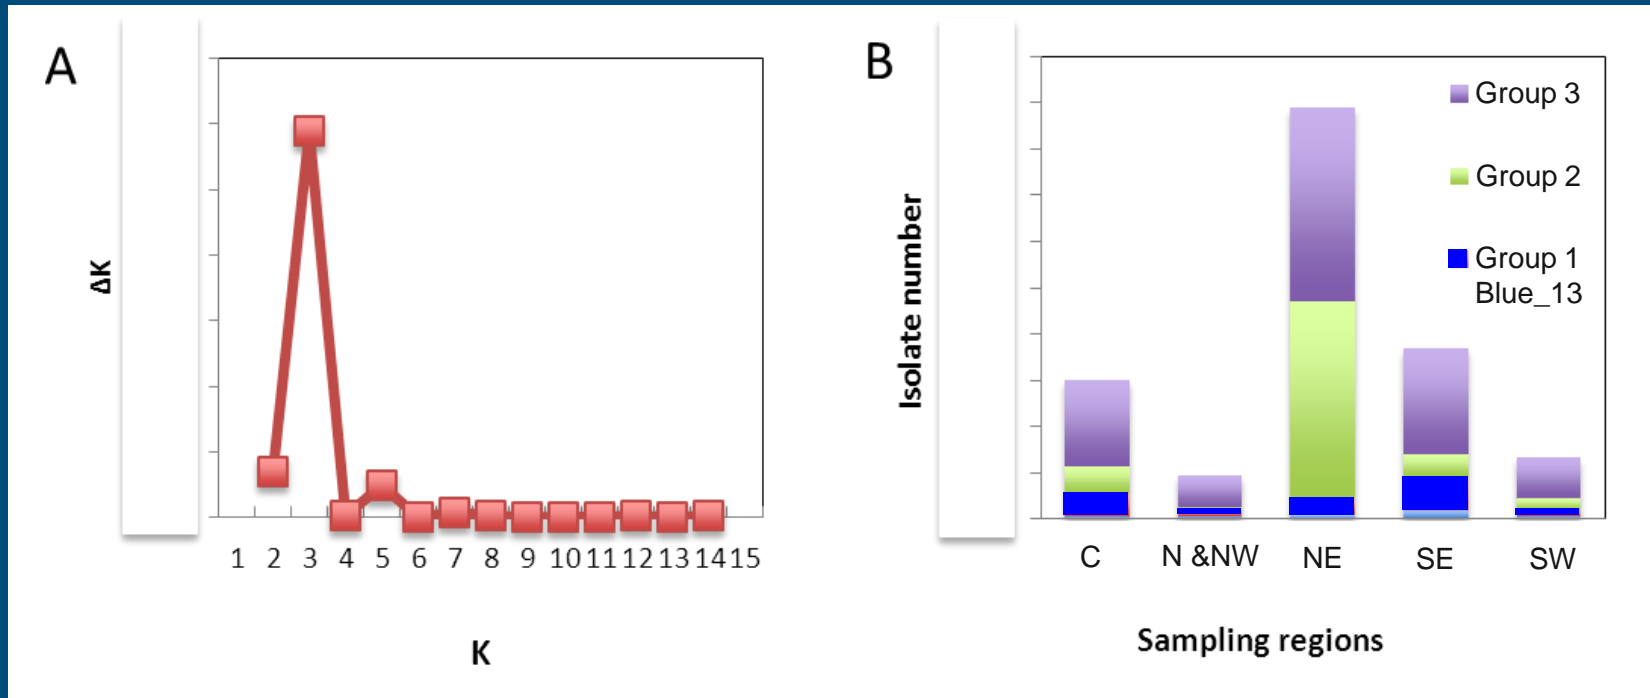 A
ΔK
1 2 3 4 5 6 7 8 9 10 11 12 13 14 15
K
B
Isolate number
Group 3
Group 2
Group 1
Blue_13
C N &NW NE SE SW
Sampling regions